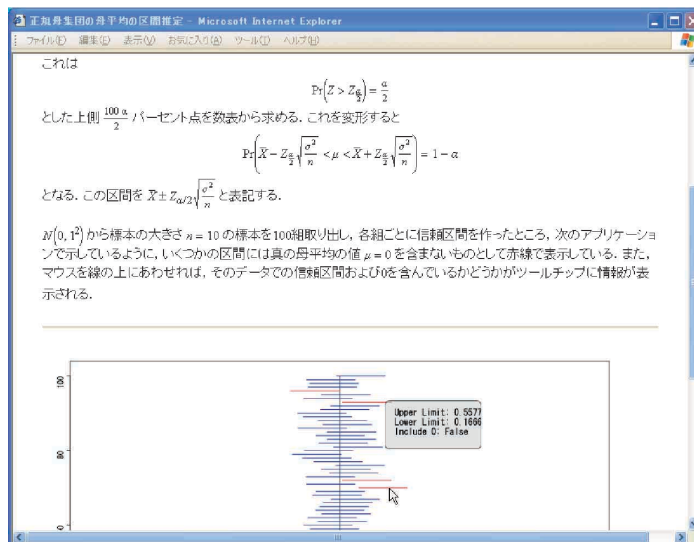 正規母集団の母平均の区間推定 - Microsoft Internet Explorer
ファイル(F) 編集(E) 表示(V) お気に入り(A) ツール(T) ヘルプ(H)
これは
Pr(Z > Z_{α/2}) = α/2
とした上側 100 α/2 パーセント点を数表から求める. これを変形すると
Pr(X̄ − Z_{α/2} √(σ²/n) < μ < X̄ + Z_{α/2} √(σ²/n)) = 1 − α
となる. この区間を X̄ ± Z_{α/2} √(σ²/n) と表記する.
N(0, 1²) から標本の大きさ n = 10 の標本を100組取り出し, 各組ごとに信頼区間を作ったところ, 次のアプリケーショ
ンで示しているように, いくつかの区間には真の母平均の値 μ = 0 を含まないものとして赤線で表示している. また,
マウスを線の上にあわせれば, そのデータでの信頼区間および0を含んでいるかどうかがツールチップに情報が表
示される.
100
Upper Limit: 0.5577
Lower Limit: 0.1666
Include 0: False
80